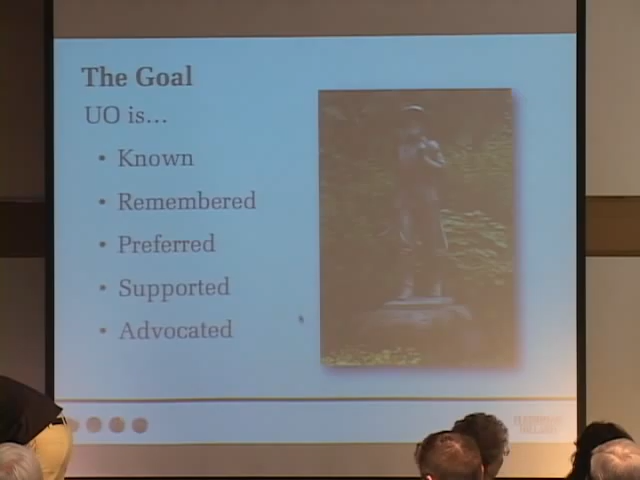 The Goal
UO is...
• Known
• Remembered
• Preferred
• Supported
• Advocated